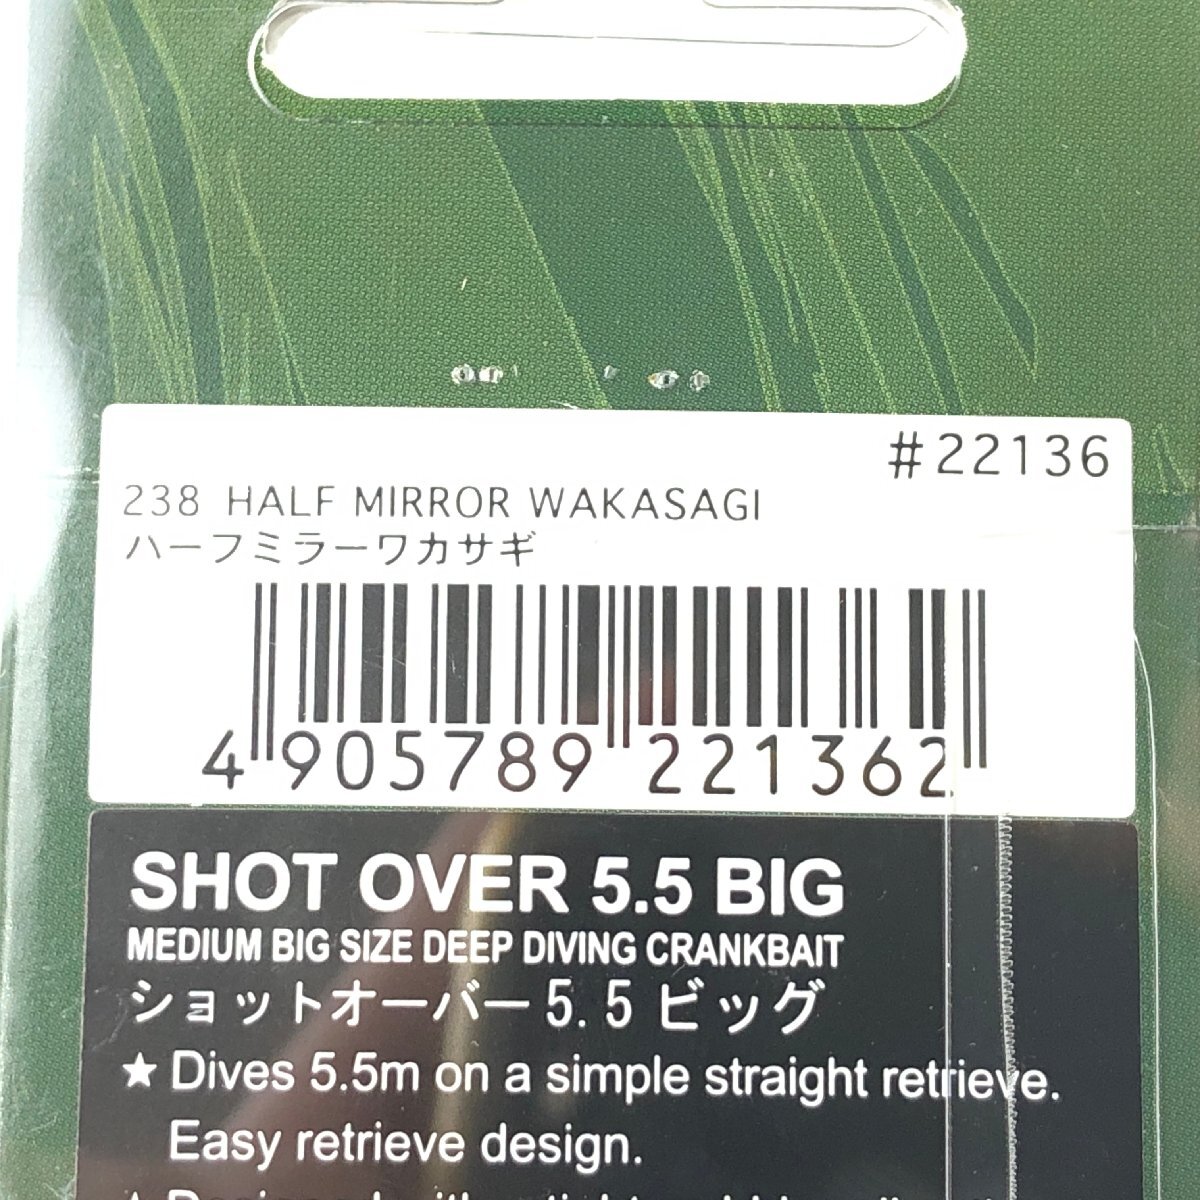 #22136
238 HALF MIRROR WAKASAGI
ハーフミラーワカサギ
4 905789 221362
SHOT OVER 5.5 BIG
MEDIUM BIG SIZE DEEP DIVING CRANKBAIT
ショットオーバー5.5 ビッグ
★ Dives 5.5m on a simple straight retrieve.
Easy retrieve design.